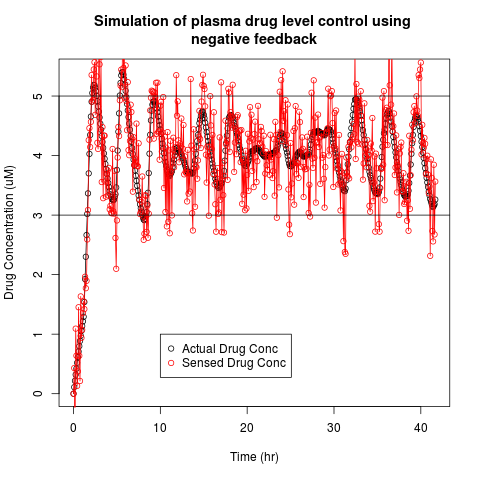 Simulation of plasma drug level control using
negative feedback
Drug Concentration (uM)
5
4
3
2
1
0
Actual Drug Conc
Sensed Drug Conc
0 10 20 30 40
Time (hr)